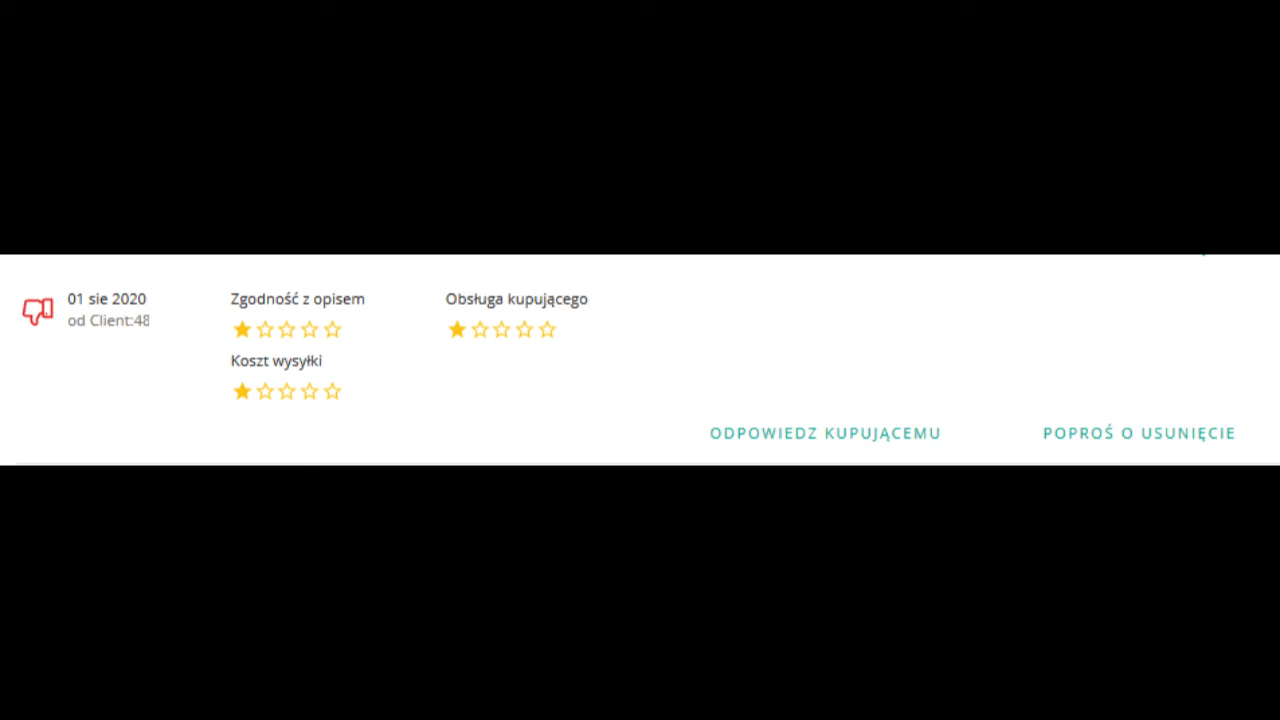 01 sie 2020
od Client:48
Zgodność z opisem
Obsługa kupującego
Koszt wysyłki
ODPOWIEDZ KUPUJĄCEMU
POPROŚ O USUNIĘCIE